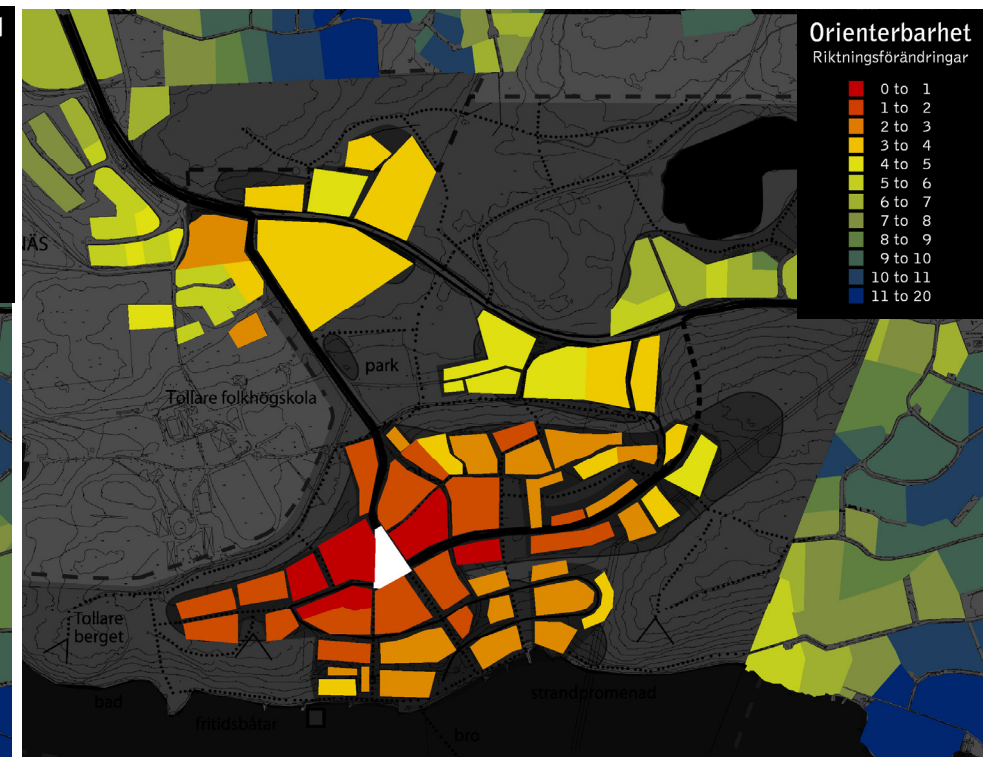 Orienterbarhet
Riktningsförändringar
0 to 1
1 to 2
2 to 3
3 to 4
4 to 5
5 to 6
6 to 7
7 to 8
8 to 9
9 to 10
10 to 11
11 to 20
NÄS
park
Tollare folkhögskola
Tollare
berget
bad
fritidsbåtar
strandpromenad
bro